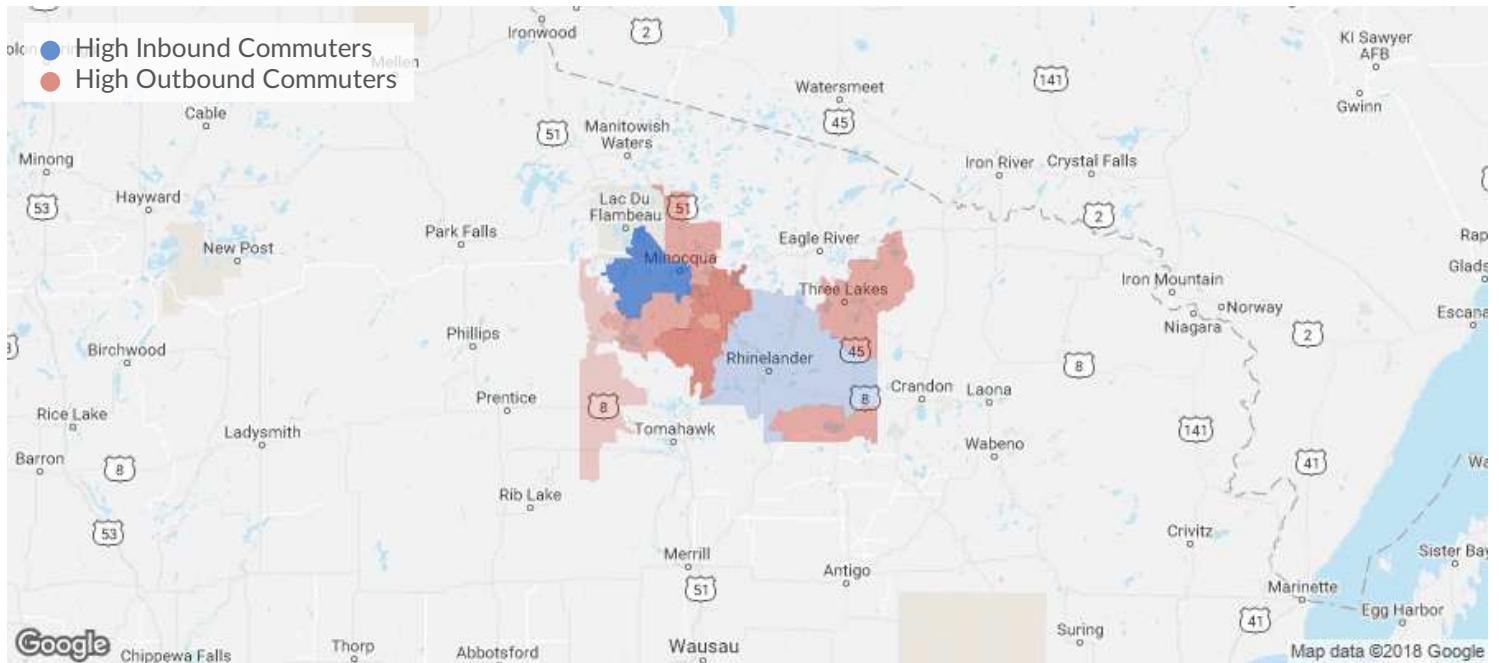 High Inbound Commuters
High Outbound Commuters
Ironwood
2
KI Sawyer
AFB
Mellen
141
Watersmeet
Gwinn
Cable
45
51
Manitowish
Waters
Minong
Iron River
Crystal Falls
Hayward
53
Lac Du
Flambeau
51
2
Park Falls
Eagle River
New Post
Minocqua
Iron Mountain
Three Lakes
Norway
Niagara
2
Phillips
Birchwood
45
Rhinelander
8
Crandon
Laona
8
8
Prentice
Rice Lake
Ladysmith
Tomahawk
141
Wabeno
Barron
8
41
Rib Lake
53
Crivitz
Merrill
Sister Bay
Antigo
51
Marinette
Egg Harbor
41
Suring
Google
Chippewa Falls
Thorp
Abbotsford
Wausau
Map data ©2018 Google